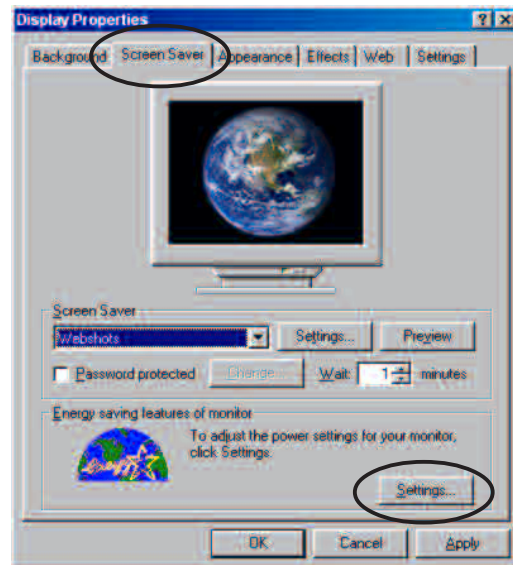 Display Properties
Background Screen Saver Appearance Effects Web Settings
Screen Saver
Webshots Settings... Preview
Password protected Change... Wait: 1 minutes
Energy saving features of monitor
To adjust the power settings for your monitor,
click Settings.
Energy
Settings...
OK Cancel Apply